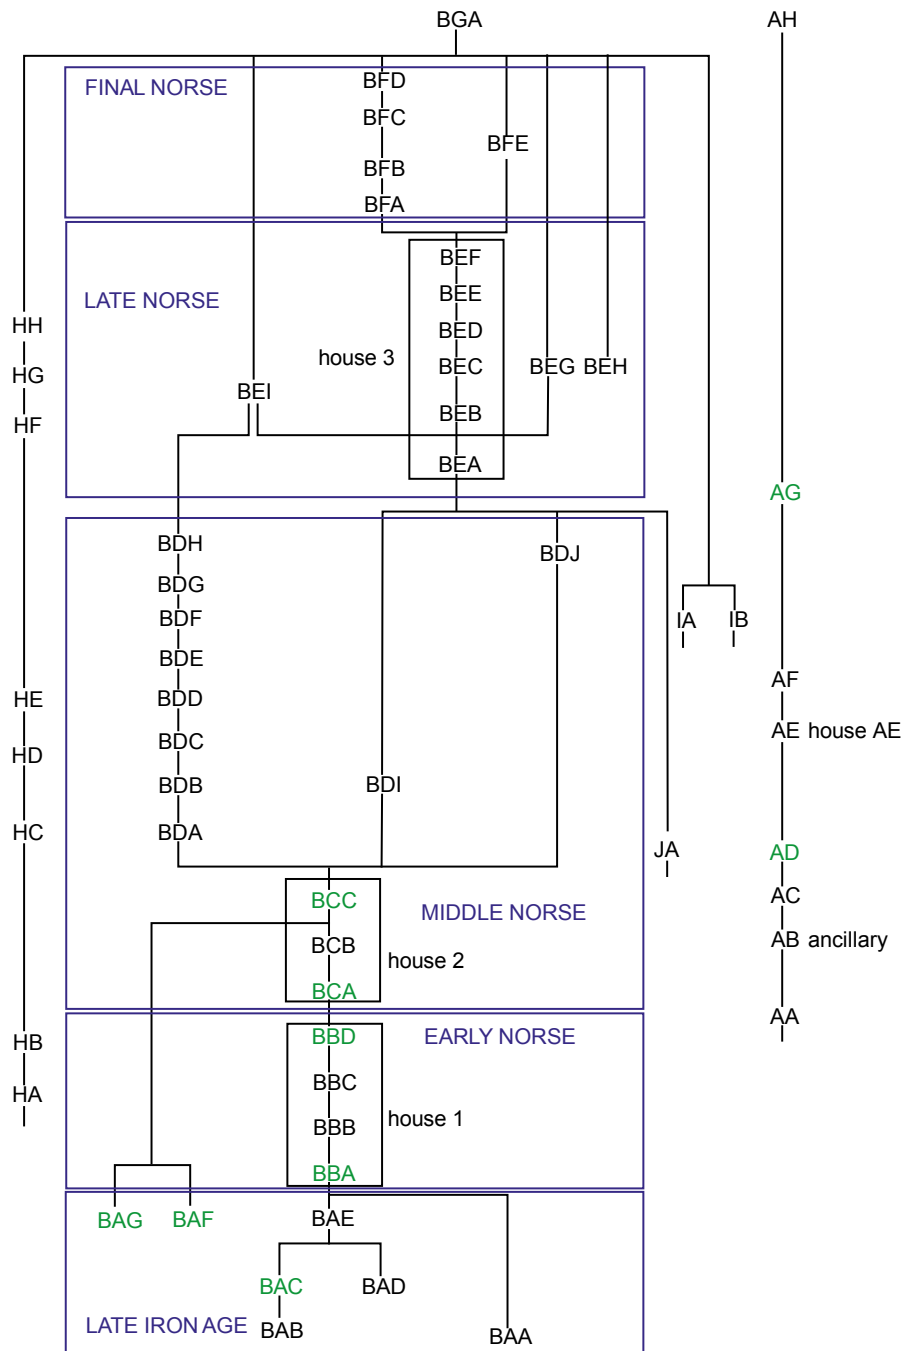 BGA
AH
FINAL NORSE
BFD
BFC
BFE
BFB
BFA
BEF
BEE
LATE NORSE
HH
BED
house 3
HG
BEC
BEG
BEH
BEI
HF
BEB
BEA
AG
BDH
BDJ
BDG
BDF
IA
IB
BDE
AF
HE
BDD
AE house AE
BDC
HD
BDB
BDI
HC
BDA
JA
AD
BCC
AC
MIDDLE NORSE
BCB
AB ancillary
house 2
BCA
AA
HB
BBD
EARLY NORSE
BBC
HA
house 1
BBB
BBA
BAG
BAF
BAE
BAC
BAD
LATE IRON AGE
BAB
BAA